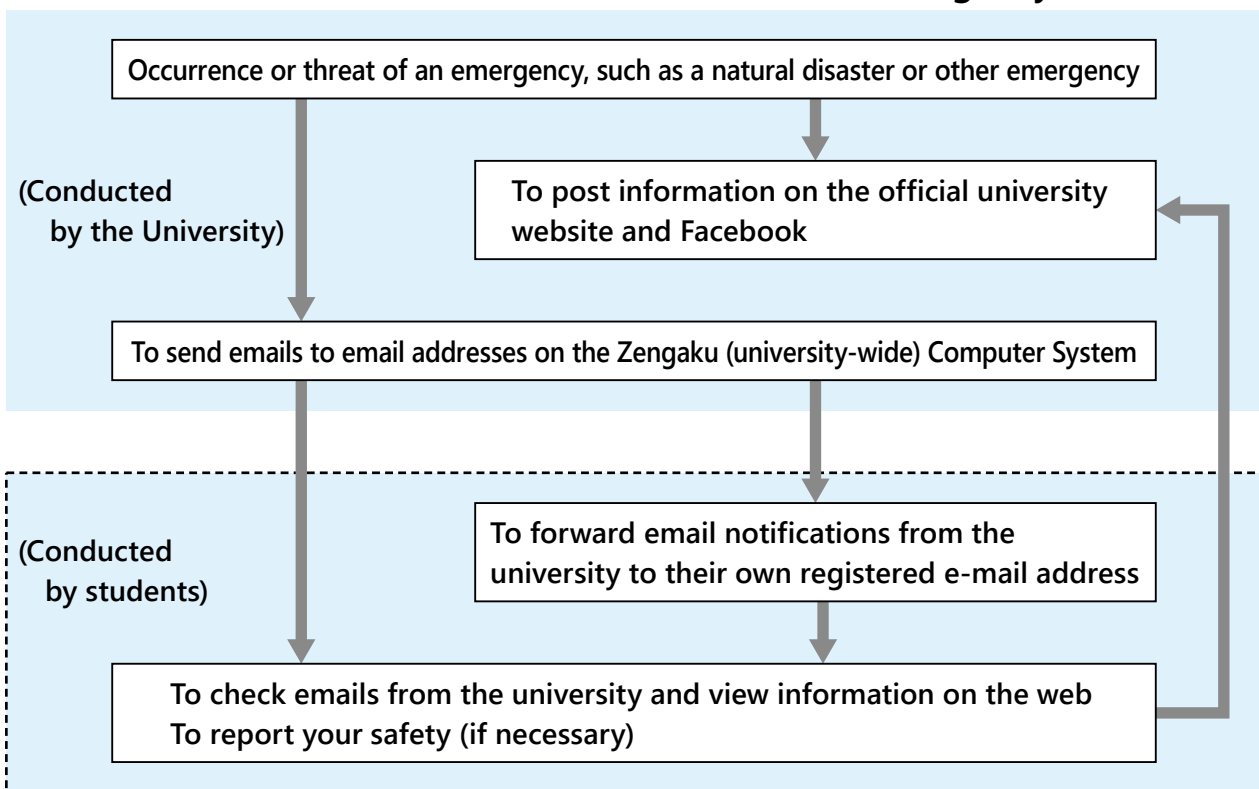 Occurrence or threat of an emergency, such as a natural disaster or other emergency
(Conducted
by the University)
To post information on the official university
website and Facebook
To send emails to email addresses on the Zengaku (university-wide) Computer System
(Conducted
by students)
To forward email notifications from the
university to their own registered e-mail address
To check emails from the university and view information on the web
To report your safety (if necessary)